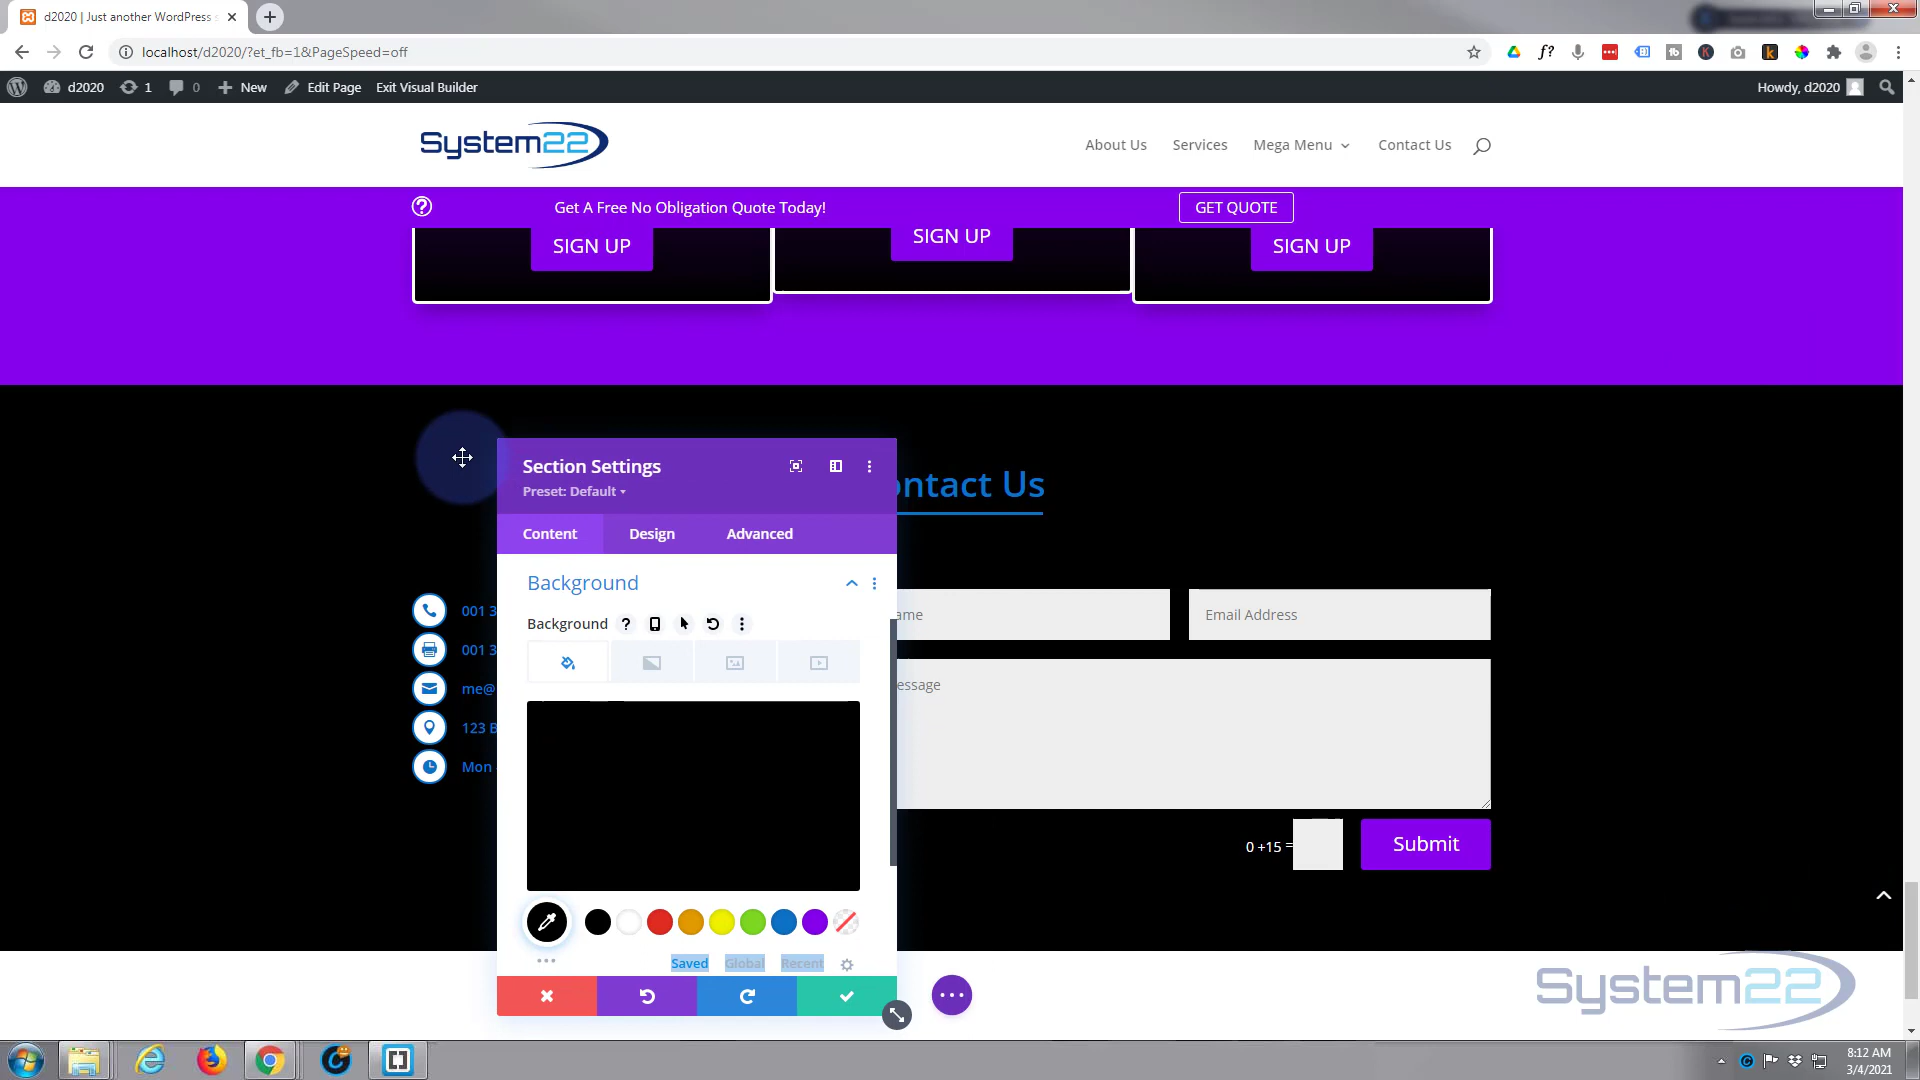 d2020 | Just another WordPress
localhost/d2020/?et_fb=1&PageSpeed=off
d2020 1 0 New Edit Page Exit Visual Builder Howdy, d2020
System22 About Us Services Mega Menu Contact Us
Get A Free No Obligation Quote Today! GET QUOTE
SIGN UP SIGN UP SIGN UP
Section Settings
Preset: Default
ontact Us
Content Design Advanced
Background
Background ?
001 3
001 3
me@
123 B
Mon
ame Email Address
essage
0 +15 = Submit
Saved Global Recent
System22
8:12 AM
3/4/2021